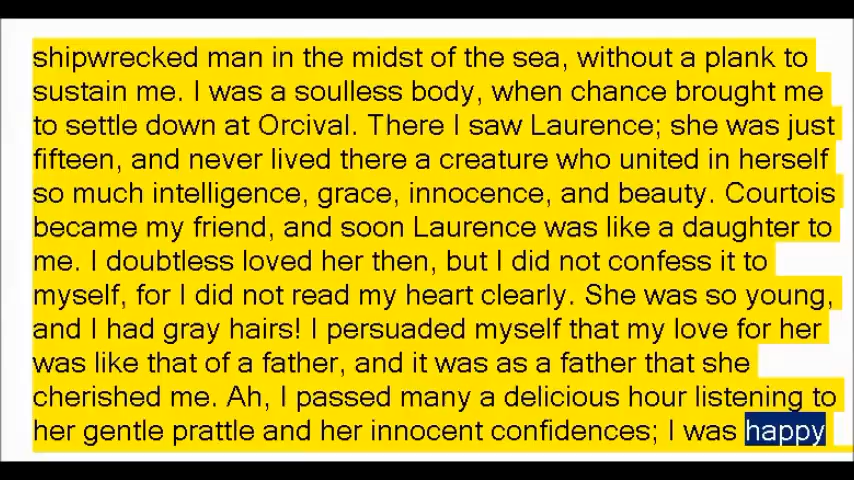 shipwrecked man in the midst of the sea, without a plank to
sustain me. I was a soulless body, when chance brought me
to settle down at Orcival. There I saw Laurence; she was just
fifteen, and never lived there a creature who united in herself
so much intelligence, grace, innocence, and beauty. Courtois
became my friend, and soon Laurence was like a daughter to
me. I doubtless loved her then, but I did not confess it to
myself, for I did not read my heart clearly. She was so young,
and I had gray hairs! I persuaded myself that my love for her
was like that of a father, and it was as a father that she
cherished me. Ah, I passed many a delicious hour listening to
her gentle prattle and her innocent confidences; I was happy